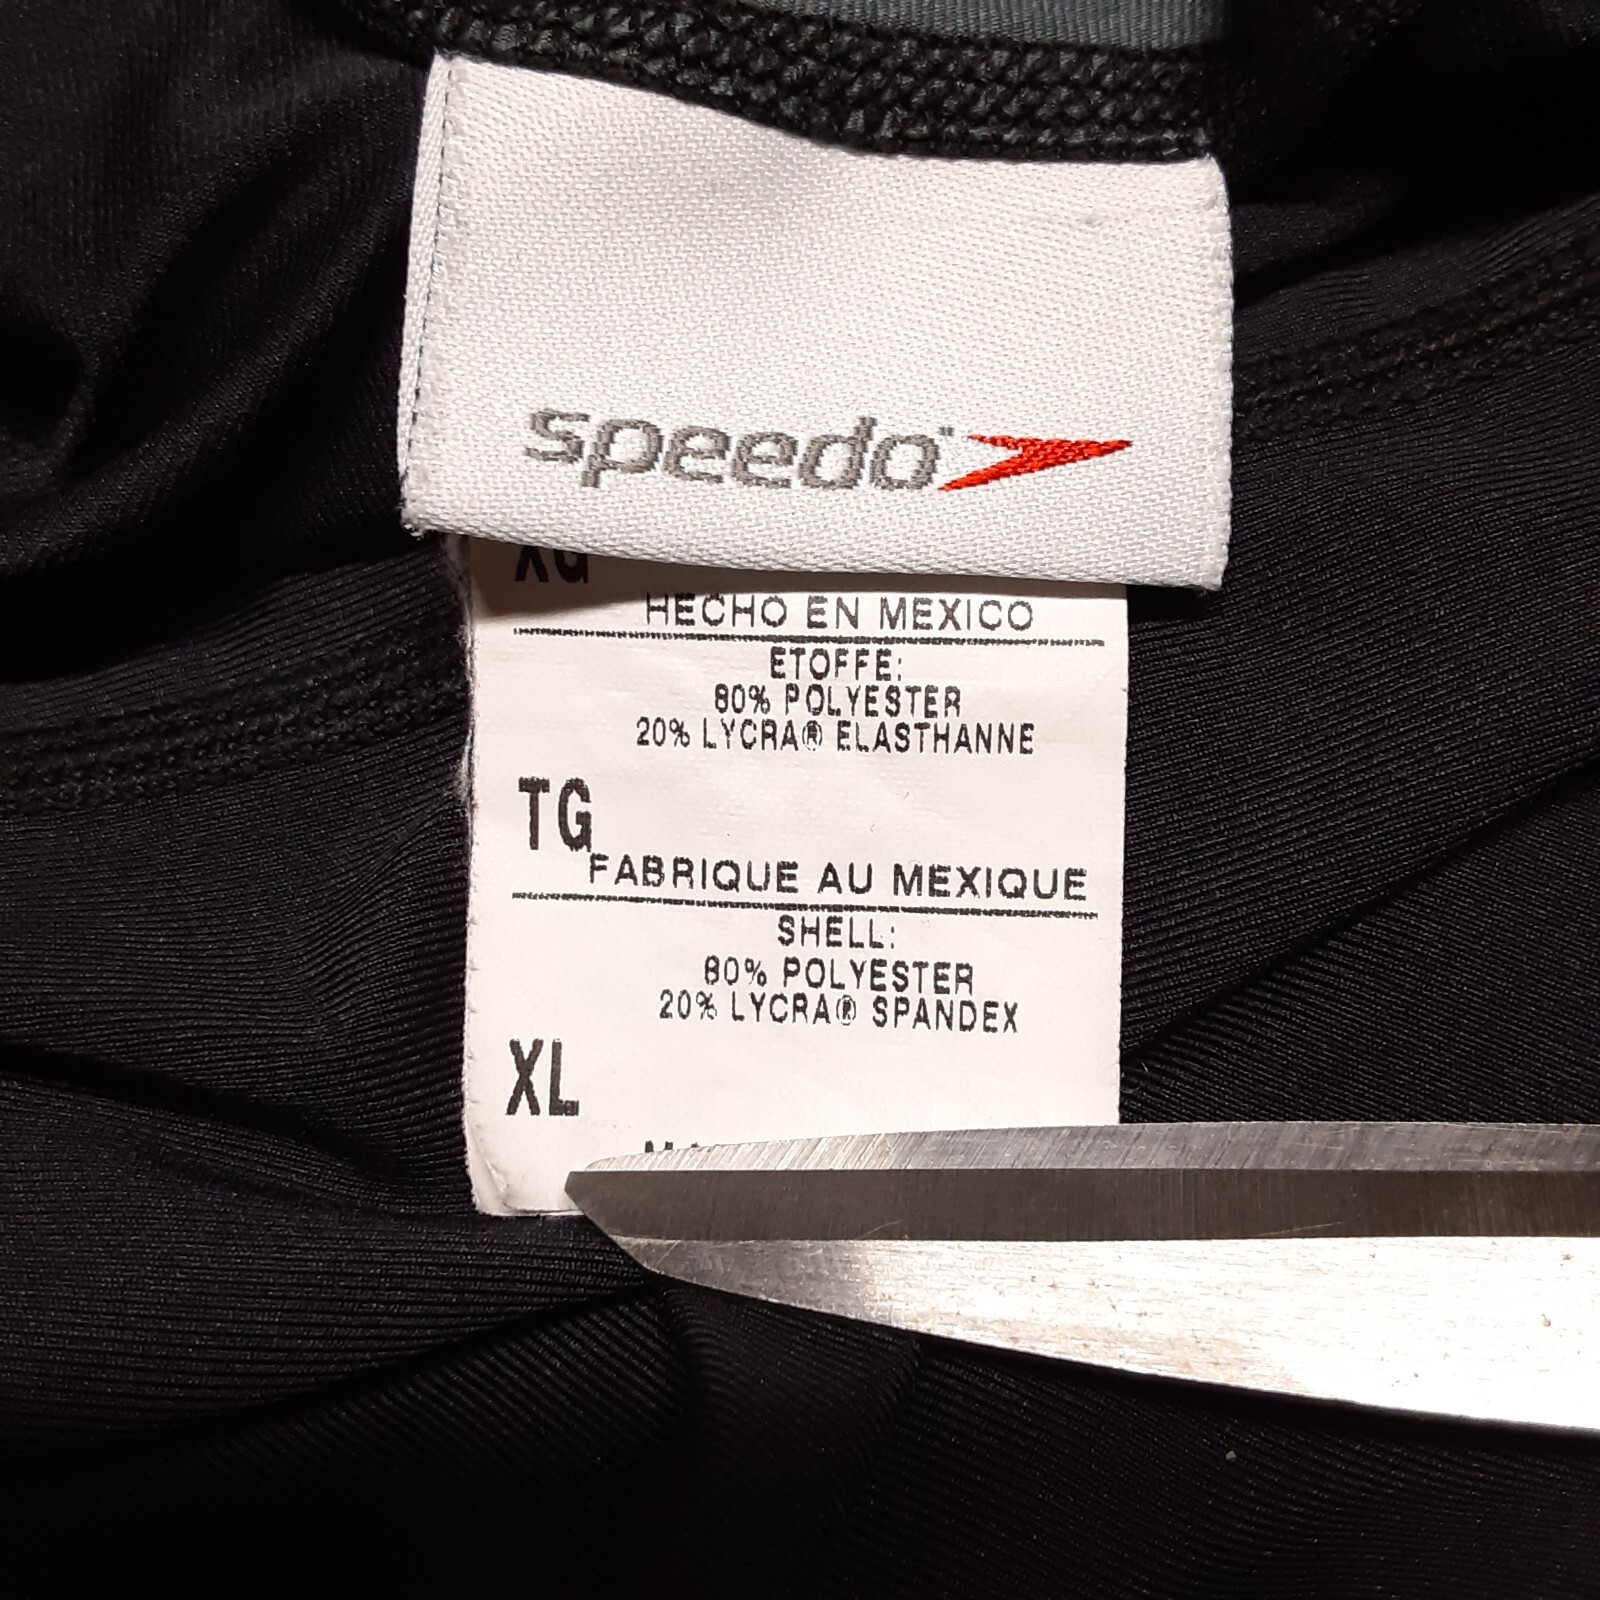 speedo
XG
HECHO EN MEXICO
ETOFFE:
80% POLYESTER
20% LYCRA® ELASTHANNE
TG
FABRIQUE AU MEXIQUE
SHELL:
80% POLYESTER
20% LYCRA® SPANDEX
XL